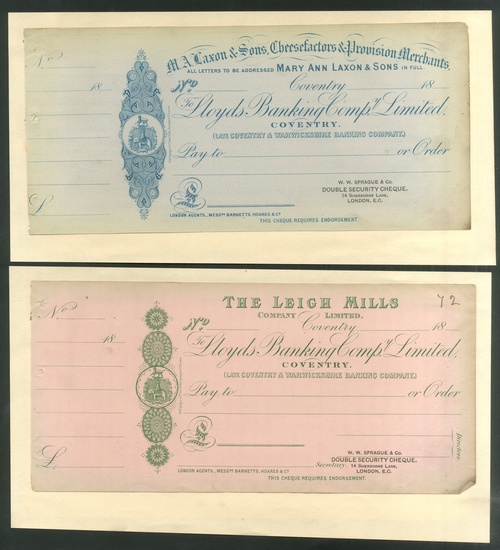 M.A. Laxon & Sons, Cheesefactors & Provision Merchants,
ALL LETTERS TO BE ADDRESSED MARY ANN LAXON & SONS IN FULL
No
18
No
Coventry 18
To Lloyds Banking Compy. Limited,
COVENTRY.
(LATE COVENTRY & WARWICKSHIRE BANKING COMPANY.)
Pay to or Order
£
£
W. W. SPRAGUE & Co.
DOUBLE SECURITY CHEQUE.
14 SHERBORNE LANE,
LONDON, E.C.
LONDON AGENTS, MESSRS BARNETTS, HOARES & Co
THIS CHEQUE REQUIRES ENDORSEMENT.
THE LEIGH MILLS 72
COMPANY LIMITED.
No
18
No
Coventry 18
To Lloyds Banking Compy. Limited,
COVENTRY.
(LATE COVENTRY & WARWICKSHIRE BANKING COMPANY.)
Pay to or Order
£
£
Directors.
W. W. SPRAGUE & Co.
DOUBLE SECURITY CHEQUE.
Secretary. 14 SHERBORNE LANE,
LONDON, E.C.
LONDON AGENTS, MESSRS BARNETTS, HOARES & Co
THIS CHEQUE REQUIRES ENDORSEMENT.